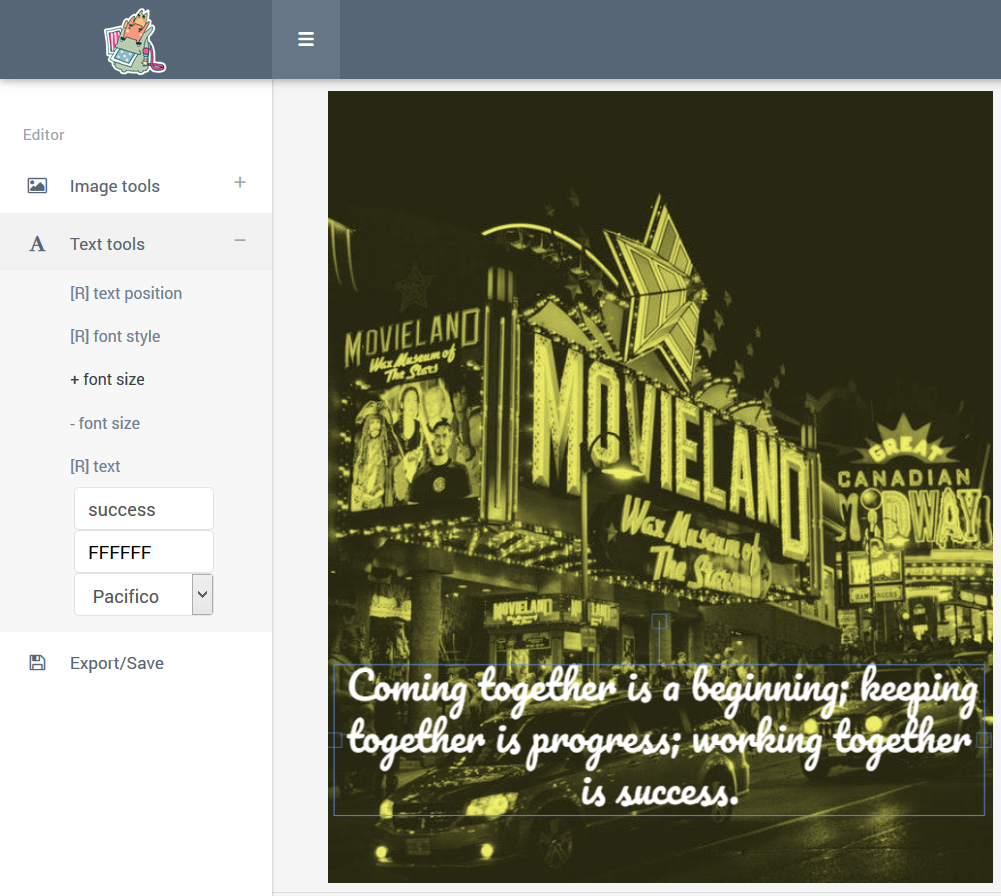 Editor
Image tools
Text tools
[R] text position
[R] font style
+ font size
- font size
[R] text
success
FFFFFF
Pacifico
Export/Save
MOVIELAND
Wax Museum of
The Stars
MOVIELAND
Wax Museum of
The Stars
GREAT
CANADIAN
MIDWAY
MOVIELAND
Coming together is a beginning; keeping
together is progress; working together
is success.